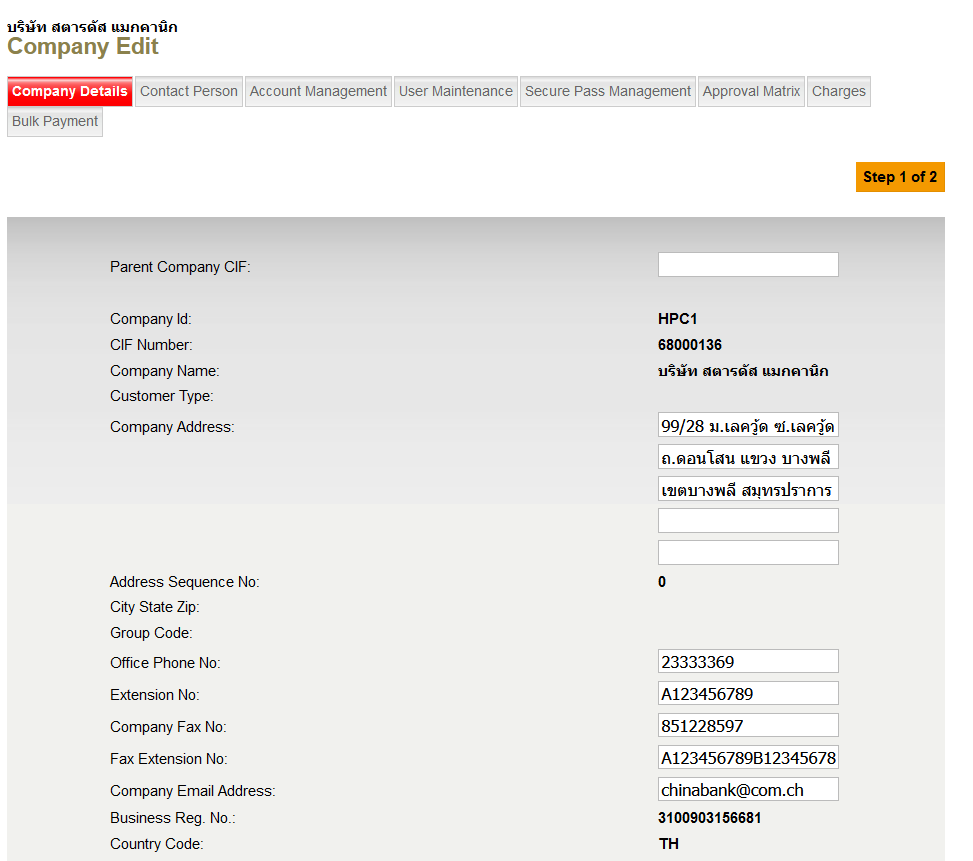 บริษัท สตารดัส แมกคานิก
Company Edit
Company Details Contact Person Account Management User Maintenance Secure Pass Management Approval Matrix Charges
Bulk Payment
Step 1 of 2
Parent Company CIF:
Company Id: HPC1
CIF Number: 68000136
Company Name: บริษัท สตารดัส แมกคานิก
Customer Type:
Company Address: 99/28 ม.เลควู้ด ซ.เลควู้ด
ถ.ดอนโสน แขวง บางพลี
เขตบางพลี สมุทรปราการ
Address Sequence No: 0
City State Zip:
Group Code:
Office Phone No: 23333369
Extension No: A123456789
Company Fax No: 851228597
Fax Extension No: A123456789B12345678
Company Email Address: chinabank@com.ch
Business Reg. No.: 3100903156681
Country Code: TH